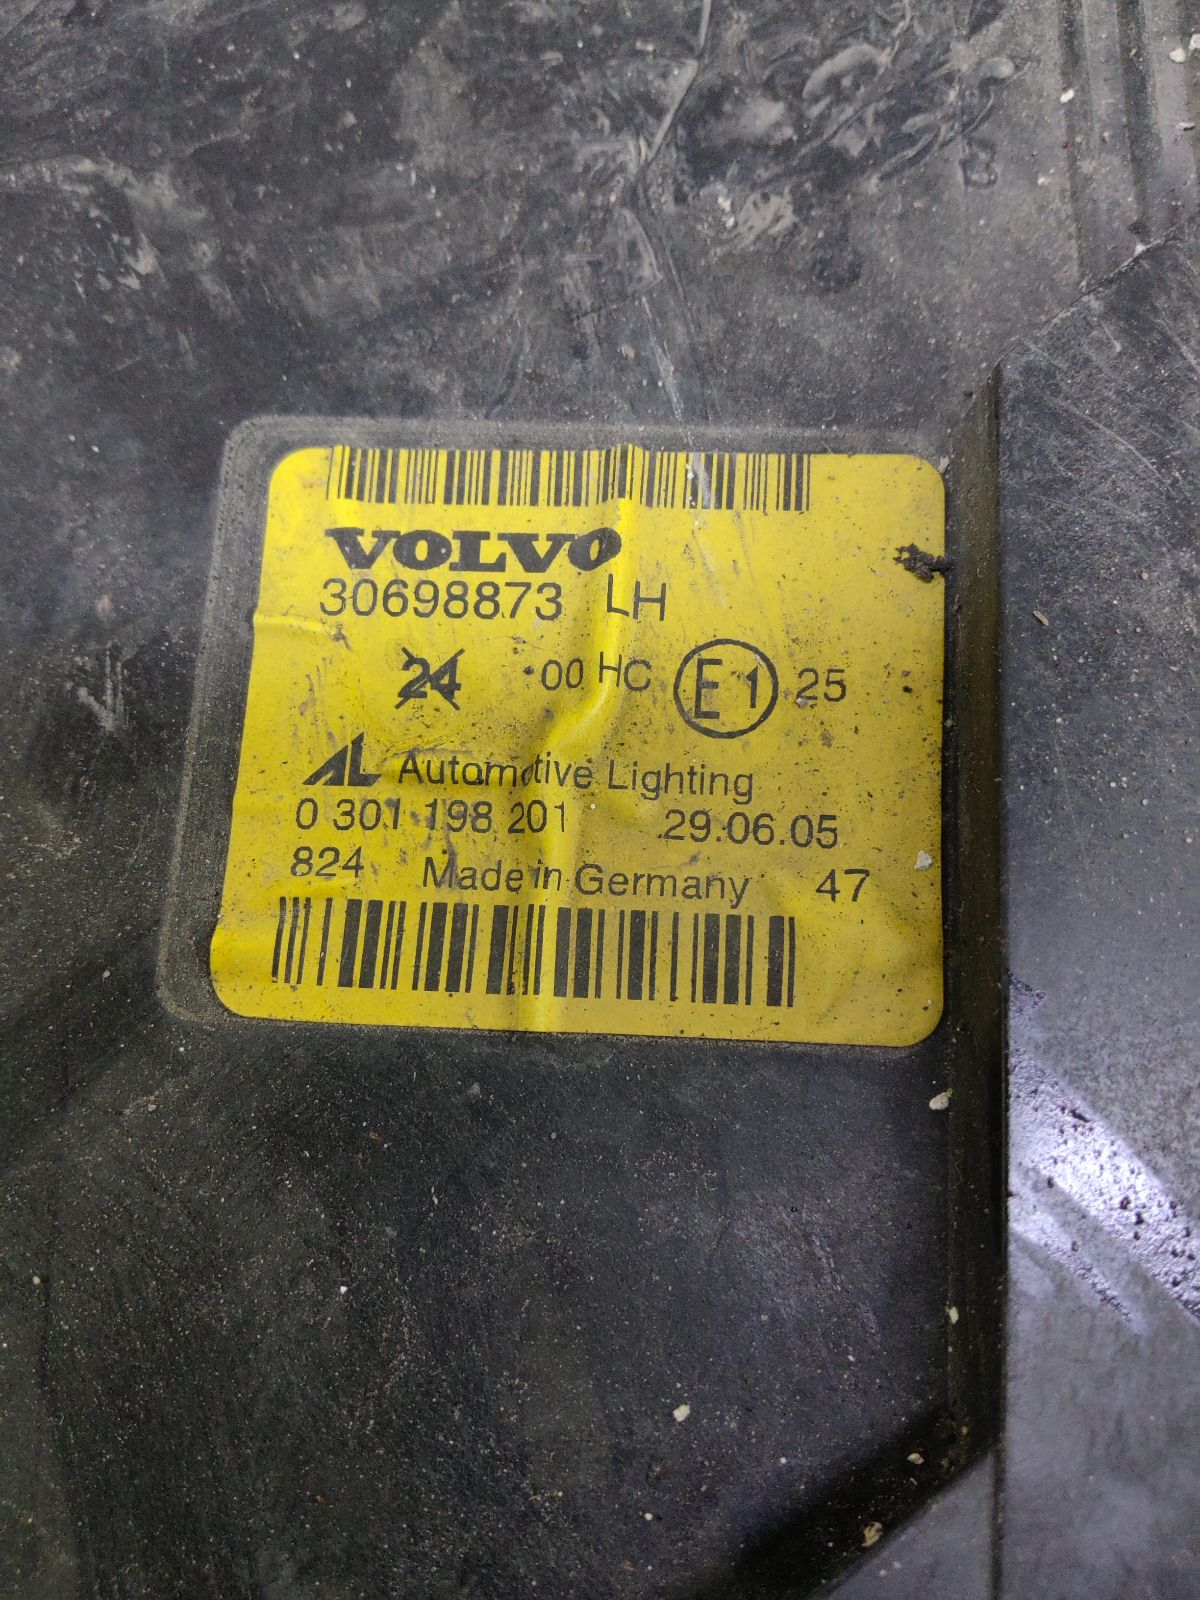 VOLVO
30698873 LH
24 00 HC E1 25
AL Automotive Lighting
0 301 198 201 29.06.05
824 Made in Germany 47